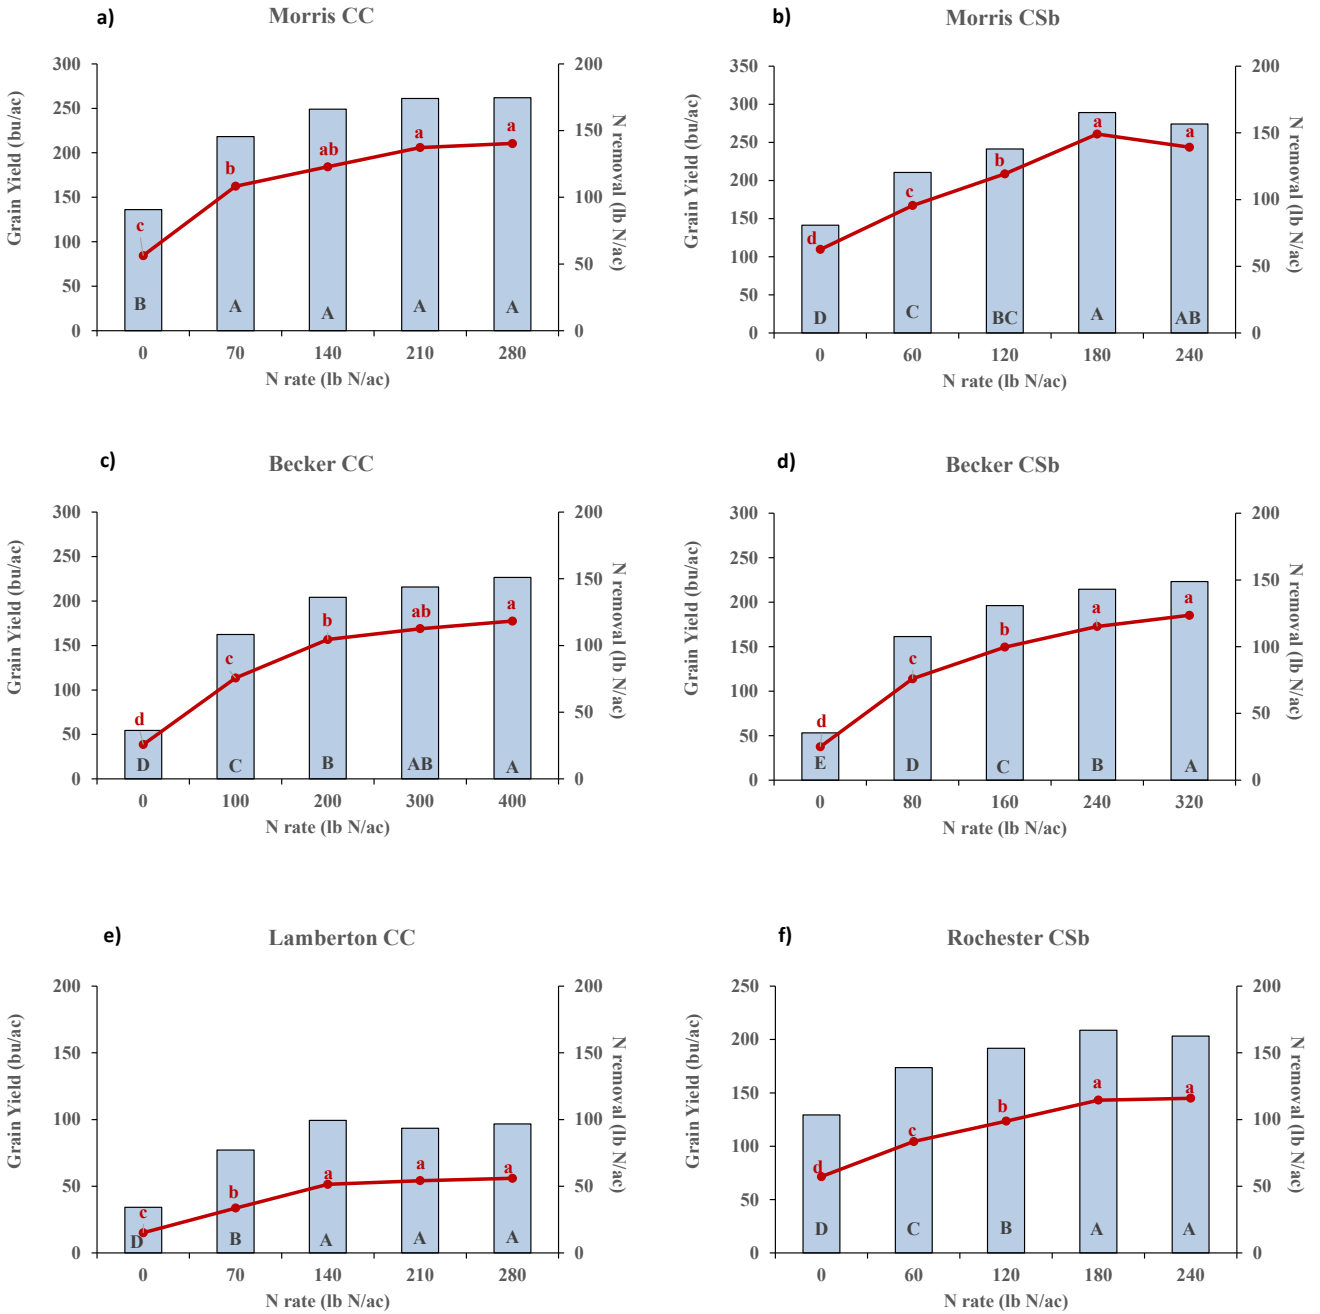 a)
Morris CC
Grain Yield (bu/ac)
300
250
200
150
100
50
0
200
150
100
50
0
N removal
(lb N/ac)
c
b
ab
a
a
B
A
A
A
A
0
70
140
210
280
N rate (lb N/ac)
b)
Morris CSb
Grain Yield (bu/ac)
350
300
250
200
150
100
50
0
200
150
100
50
0
N removal
(lb N/ac)
d
c
b
a
a
D
C
BC
A
AB
0
60
120
180
240
N rate (lb N/ac)
c)
Becker CC
Grain Yield (bu/ac)
300
250
200
150
100
50
0
200
150
100
50
0
N removal
(lb N/ac)
d
c
b
ab
a
D
C
B
AB
A
0
100
200
300
400
N rate (lb N/ac)
d)
Becker CSb
Grain Yield (bu/ac)
300
250
200
150
100
50
0
200
150
100
50
0
N removal
(lb N/ac)
d
c
b
a
a
E
D
C
B
A
0
80
160
240
320
N rate (lb N/ac)
e)
Lamberton CC
Grain Yield (bu/ac)
200
150
100
50
0
200
150
100
50
0
N removal
(lb N/ac)
c
b
a
a
a
D
B
A
A
A
0
70
140
210
280
N rate (lb N/ac)
f)
Rochester CSb
Grain Yield (bu/ac)
250
200
150
100
50
0
200
150
100
50
0
N removal
(lb N/ac)
d
c
b
a
a
D
C
B
A
A
0
60
120
180
240
N rate (lb N/ac)